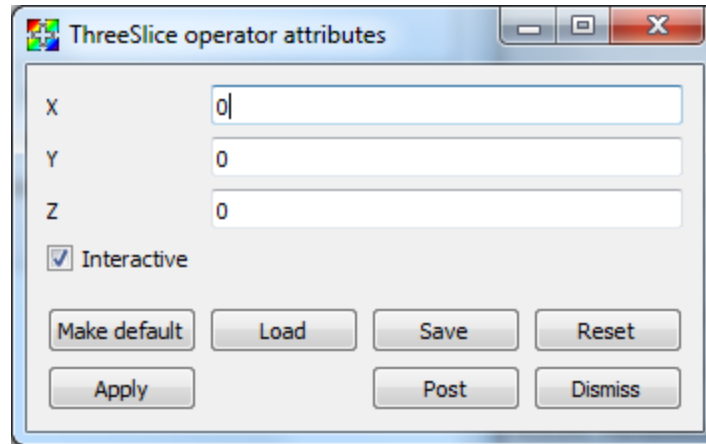 ThreeSlice operator attributes
X 0
Y 0
Z 0
Interactive
Make default Load Save Reset
Apply Post Dismiss